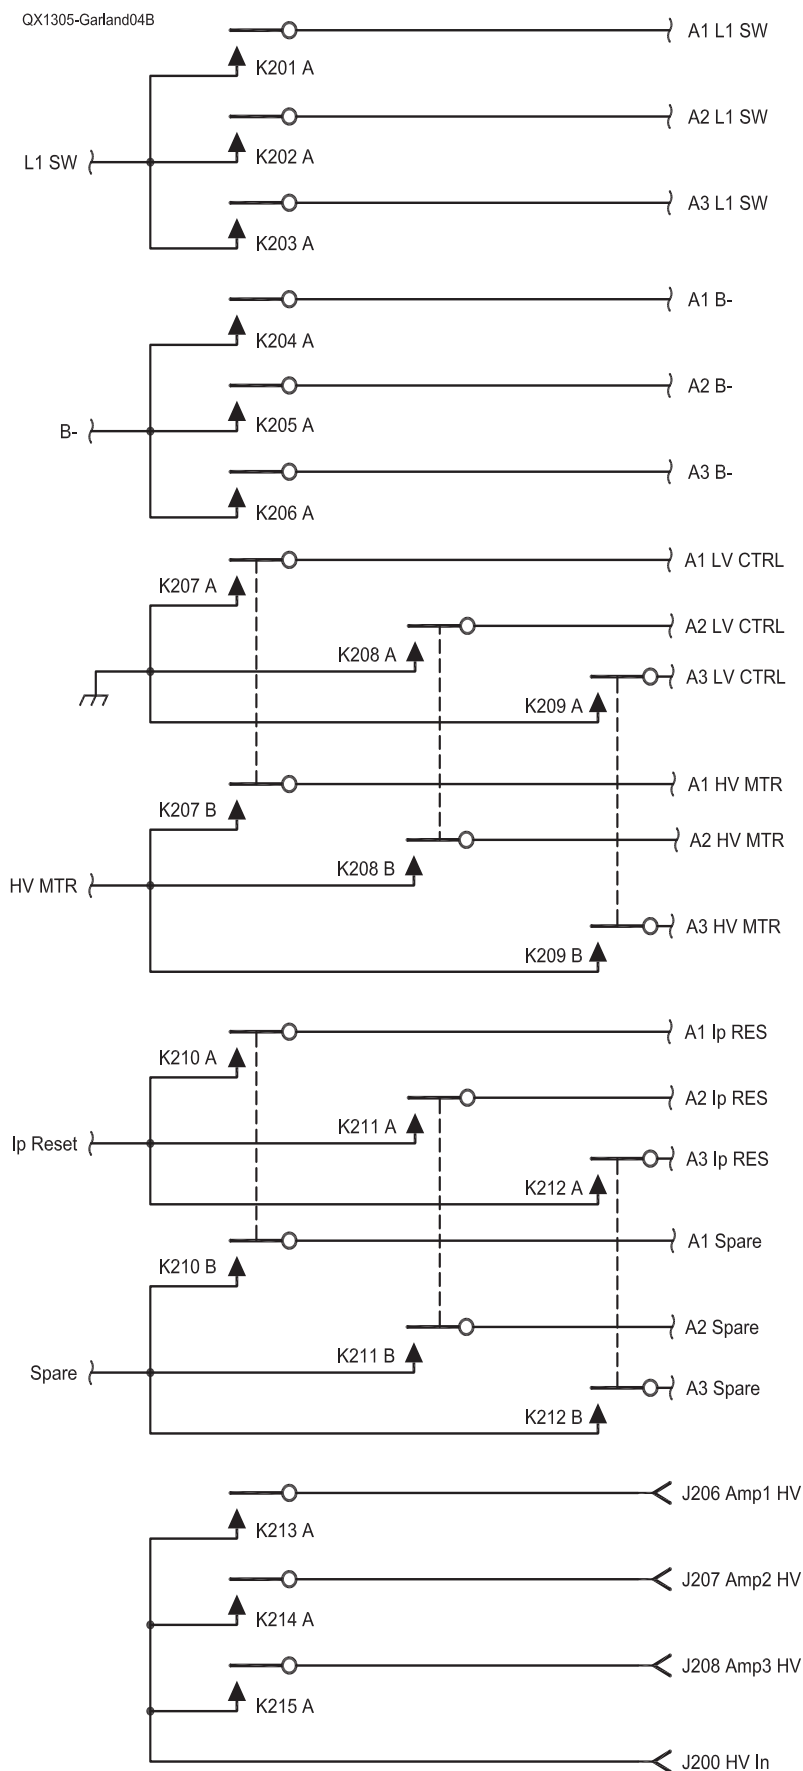 QX1305-Garland04B
A1 L1 SW
K201 A
A2 L1 SW
K202 A
L1 SW
A3 L1 SW
K203 A
A1 B-
K204 A
A2 B-
K205 A
B-
A3 B-
K206 A
A1 LV CTRL
K207 A
A2 LV CTRL
K208 A
A3 LV CTRL
K209 A
A1 HV MTR
K207 B
A2 HV MTR
K208 B
HV MTR
A3 HV MTR
K209 B
A1 Ip RES
K210 A
A2 Ip RES
K211 A
Ip Reset
A3 Ip RES
K212 A
A1 Spare
K210 B
A2 Spare
K211 B
Spare
A3 Spare
K212 B
J206 Amp1 HV
K213 A
J207 Amp2 HV
K214 A
J208 Amp3 HV
K215 A
J200 HV In